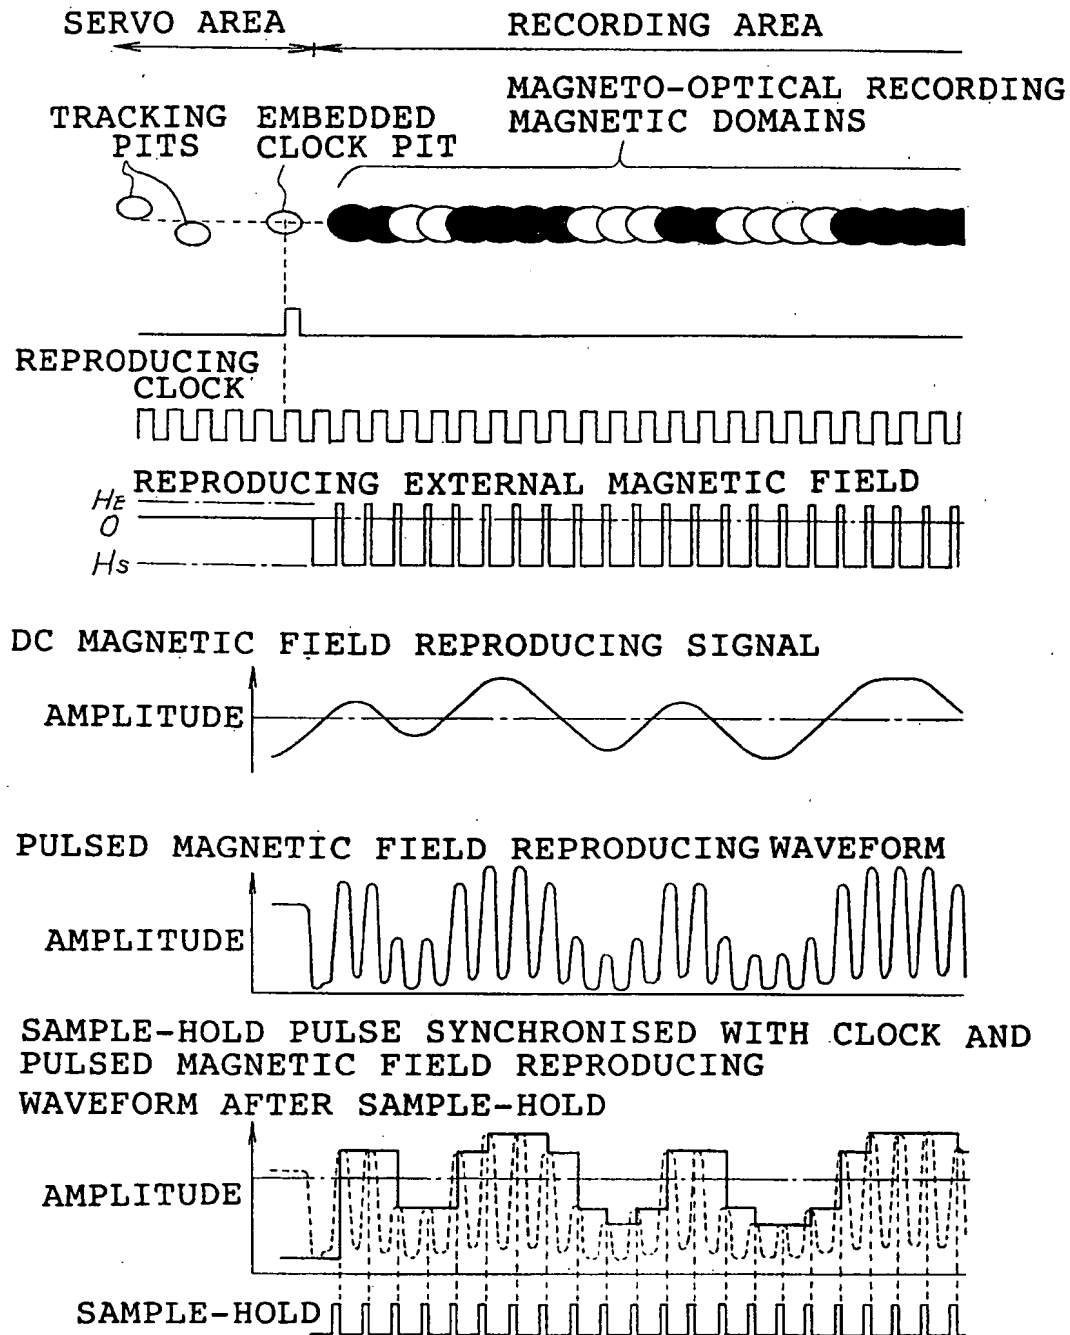 SERVO AREA
RECORDING AREA
MAGNETO-OPTICAL RECORDING
MAGNETIC DOMAINS
TRACKING
PITS
EMBEDDED
CLOCK PIT
REPRODUCING
CLOCK
REPRODUCING EXTERNAL MAGNETIC FIELD
HE
O
Hs
DC MAGNETIC FIELD REPRODUCING SIGNAL
AMPLITUDE
PULSED MAGNETIC FIELD REPRODUCING WAVEFORM
AMPLITUDE
SAMPLE-HOLD PULSE SYNCHRONISED WITH CLOCK AND
PULSED MAGNETIC FIELD REPRODUCING
WAVEFORM AFTER SAMPLE-HOLD
AMPLITUDE
SAMPLE-HOLD